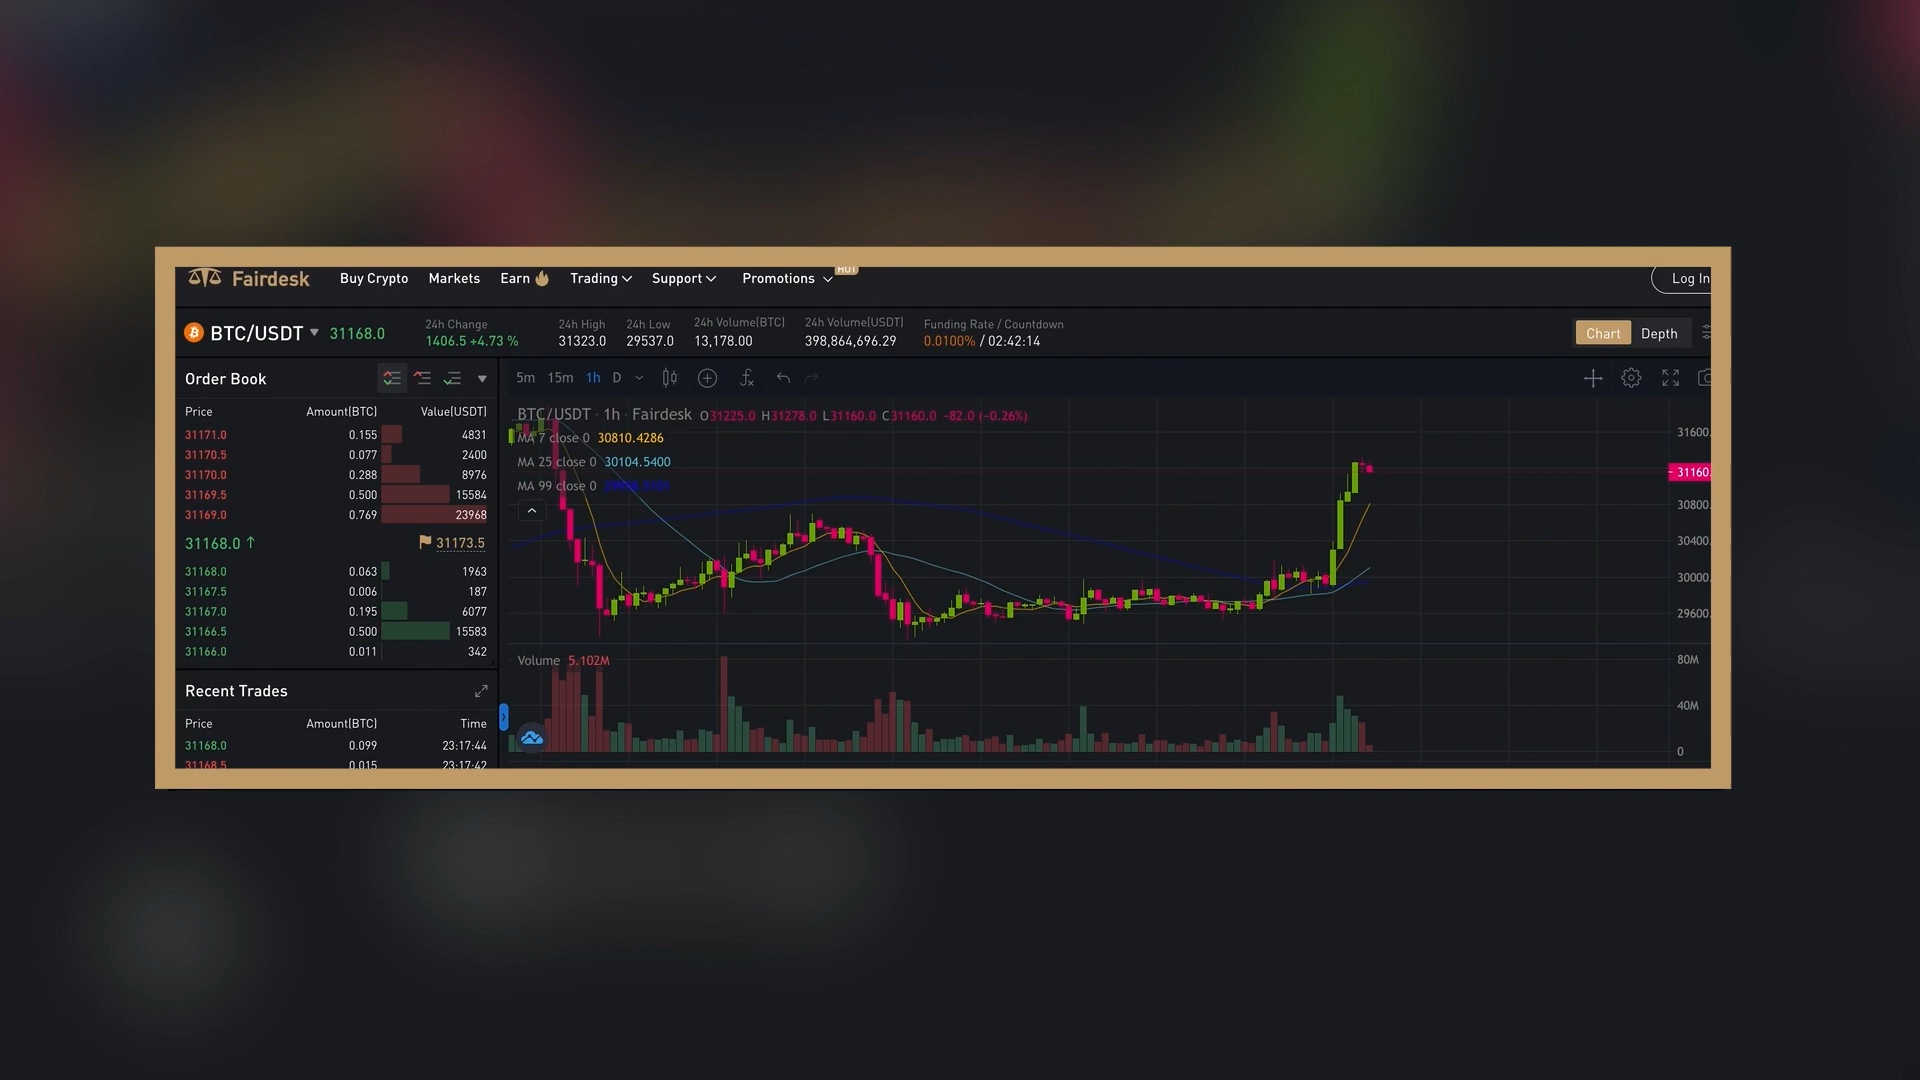 Fairdesk Buy Crypto Markets Earn Trading Support Promotions HOT Log In
BTC/USDT 31168.0
24h Change 24h High 24h Low 24h Volume(BTC) 24h Volume(USDT) Funding Rate / Countdown
1406.5 +4.73 % 31323.0 29537.0 13,178.00 398,864,696.29 0.0100% / 02:42:14
Chart Depth
Order Book
Price Amount(BTC) Value(USDT)
31171.0 0.155 4831
31170.5 0.077 2400
31170.0 0.288 8976
31169.5 0.500 15584
31169.0 0.769 23968
31168.0 ↑ 31173.5
31168.0 0.063 1963
31167.5 0.006 187
31167.0 0.195 6077
31166.5 0.500 15583
31166.0 0.011 342
Recent Trades
Price Amount(BTC) Time
31168.0 0.099 23:17:44
31168.5 0.015 23:17:42
5m 15m 1h D
BTC/USDT · 1h · Fairdesk O31225.0 H31278.0 L31160.0 C31160.0 −82.0 (−0.26%)
MA 7 close 0 30810.4286
MA 25 close 0 30104.5400
MA 99 close 0
31600.
31160.
30800.
30400.
30000.
29600.
Volume 5.102M
80M
40M
0